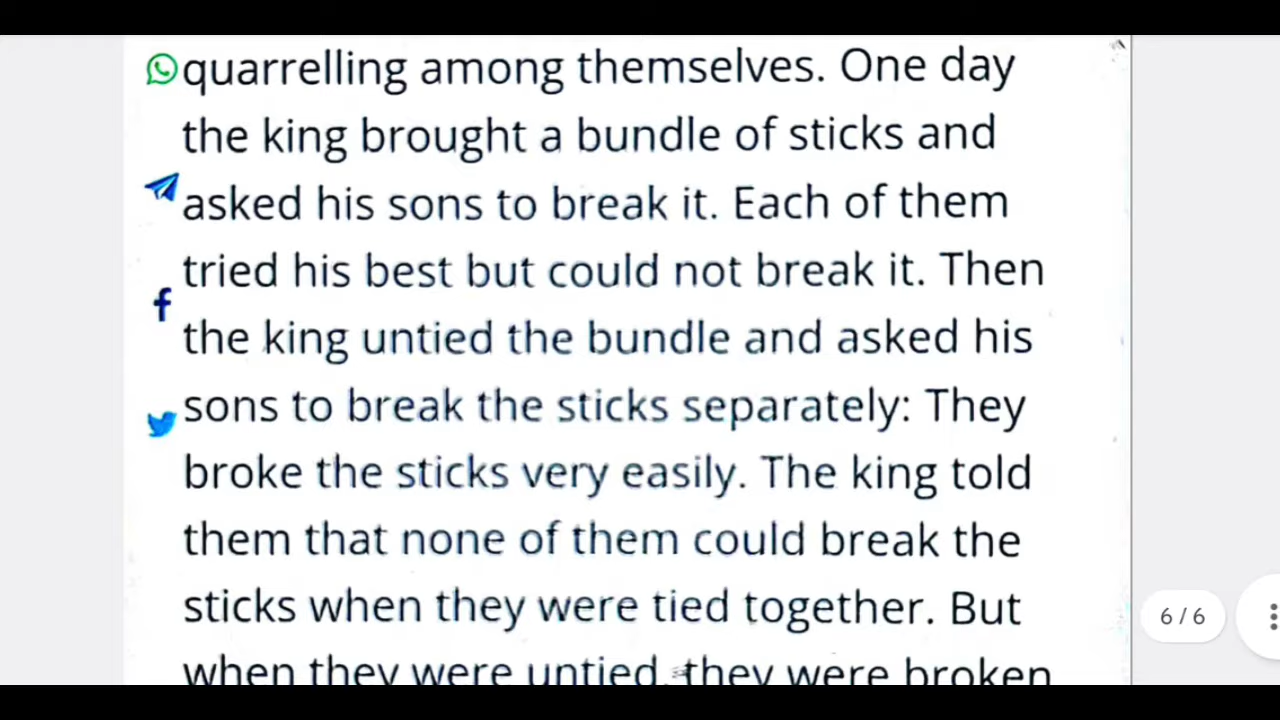 quarrelling among themselves. One day
the king brought a bundle of sticks and
asked his sons to break it. Each of them
tried his best but could not break it. Then
the king untied the bundle and asked his
sons to break the sticks separately: They
broke the sticks very easily. The king told
them that none of them could break the
sticks when they were tied together. But
when they were untied, they were broken
6 / 6